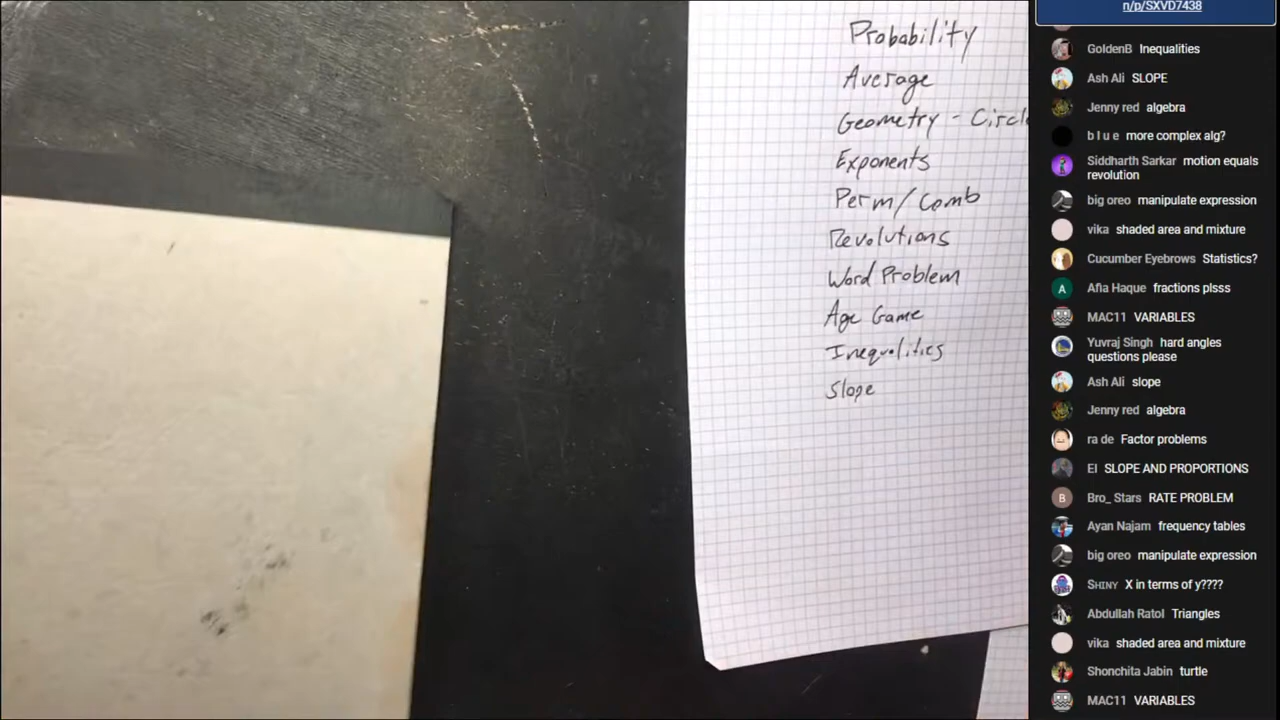 Probability
Average
Geometry - Circle
Exponents
Perm/Comb
Revolutions
Word Problem
Age Game
Inequalities
Slope
n/p/SXVD7438
GoldenB Inequalities
Ash Ali SLOPE
Jenny red algebra
b l u e more complex alg?
Siddharth Sarkar motion equals
revolution
big oreo manipulate expression
vika shaded area and mixture
Cucumber Eyebrows Statistics?
A
Afia Haque fractions plsss
MAC11 VARIABLES
Yuvraj Singh hard angles
questions please
Ash Ali slope
Jenny red algebra
ra de Factor problems
EI SLOPE AND PROPORTIONS
B
Bro_ Stars RATE PROBLEM
Ayan Najam frequency tables
big oreo manipulate expression
SHINY X in terms of y????
Abdullah Ratol Triangles
vika shaded area and mixture
Shonchita Jabin turtle
MAC11 VARIABLES